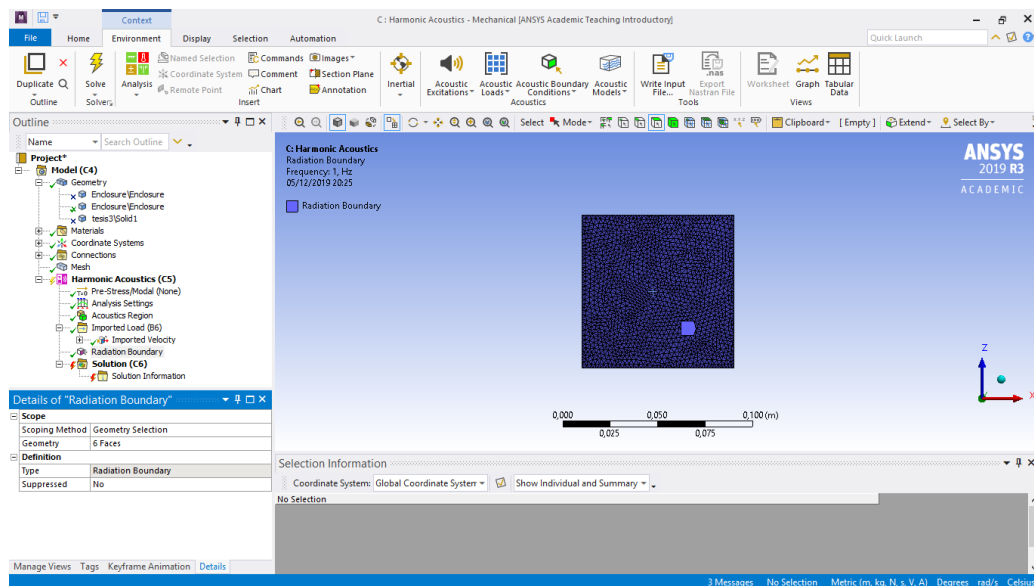 C : Harmonic Acoustics - Mechanical [ANSYS Academic Teaching Introductory]
Context
File Home Environment Display Selection Automation Quick Launch
Duplicate Q Solve Analysis Named Selection Commands Images
Coordinate System Comment Section Plane
Remote Point Chart Annotation
Inertial Acoustic Excitations Acoustic Loads Acoustic Boundary Conditions Acoustic Models Write Input File... Export Nastran File Worksheet Graph Tabular Data
.nas
Outline Solver Insert Acoustics Tools Views
Outline
Name Search Outline
Project*
Model (C4)
Geometry
Enclosure\Enclosure
Enclosure\Enclosure
tesis3\Solid1
Materials
Coordinate Systems
Connections
Mesh
Harmonic Acoustics (C5)
T=0 Pre-Stress/Modal (None)
Analysis Settings
Acoustics Region
Imported Load (B6)
Imported Velocity
Radiation Boundary
Solution (C6)
Solution Information
Select Mode Clipboard [ Empty ] Extend Select By
C: Harmonic Acoustics
Radiation Boundary
Frequency: 1, Hz
05/12/2019 20:25
Radiation Boundary
ANSYS
2019 R3
ACADEMIC
Z
X
0,000 0,050 0,100 (m)
0,025 0,075
Details of "Radiation Boundary"
Scope
Scoping Method Geometry Selection
Geometry 6 Faces
Definition
Type Radiation Boundary
Suppressed No
Selection Information
Coordinate System: Global Coordinate System Show Individual and Summary
No Selection
Manage Views Tags Keyframe Animation Details
3 Messages No Selection Metric (m, kg, N, s, V, A) Degrees rad/s Celsius